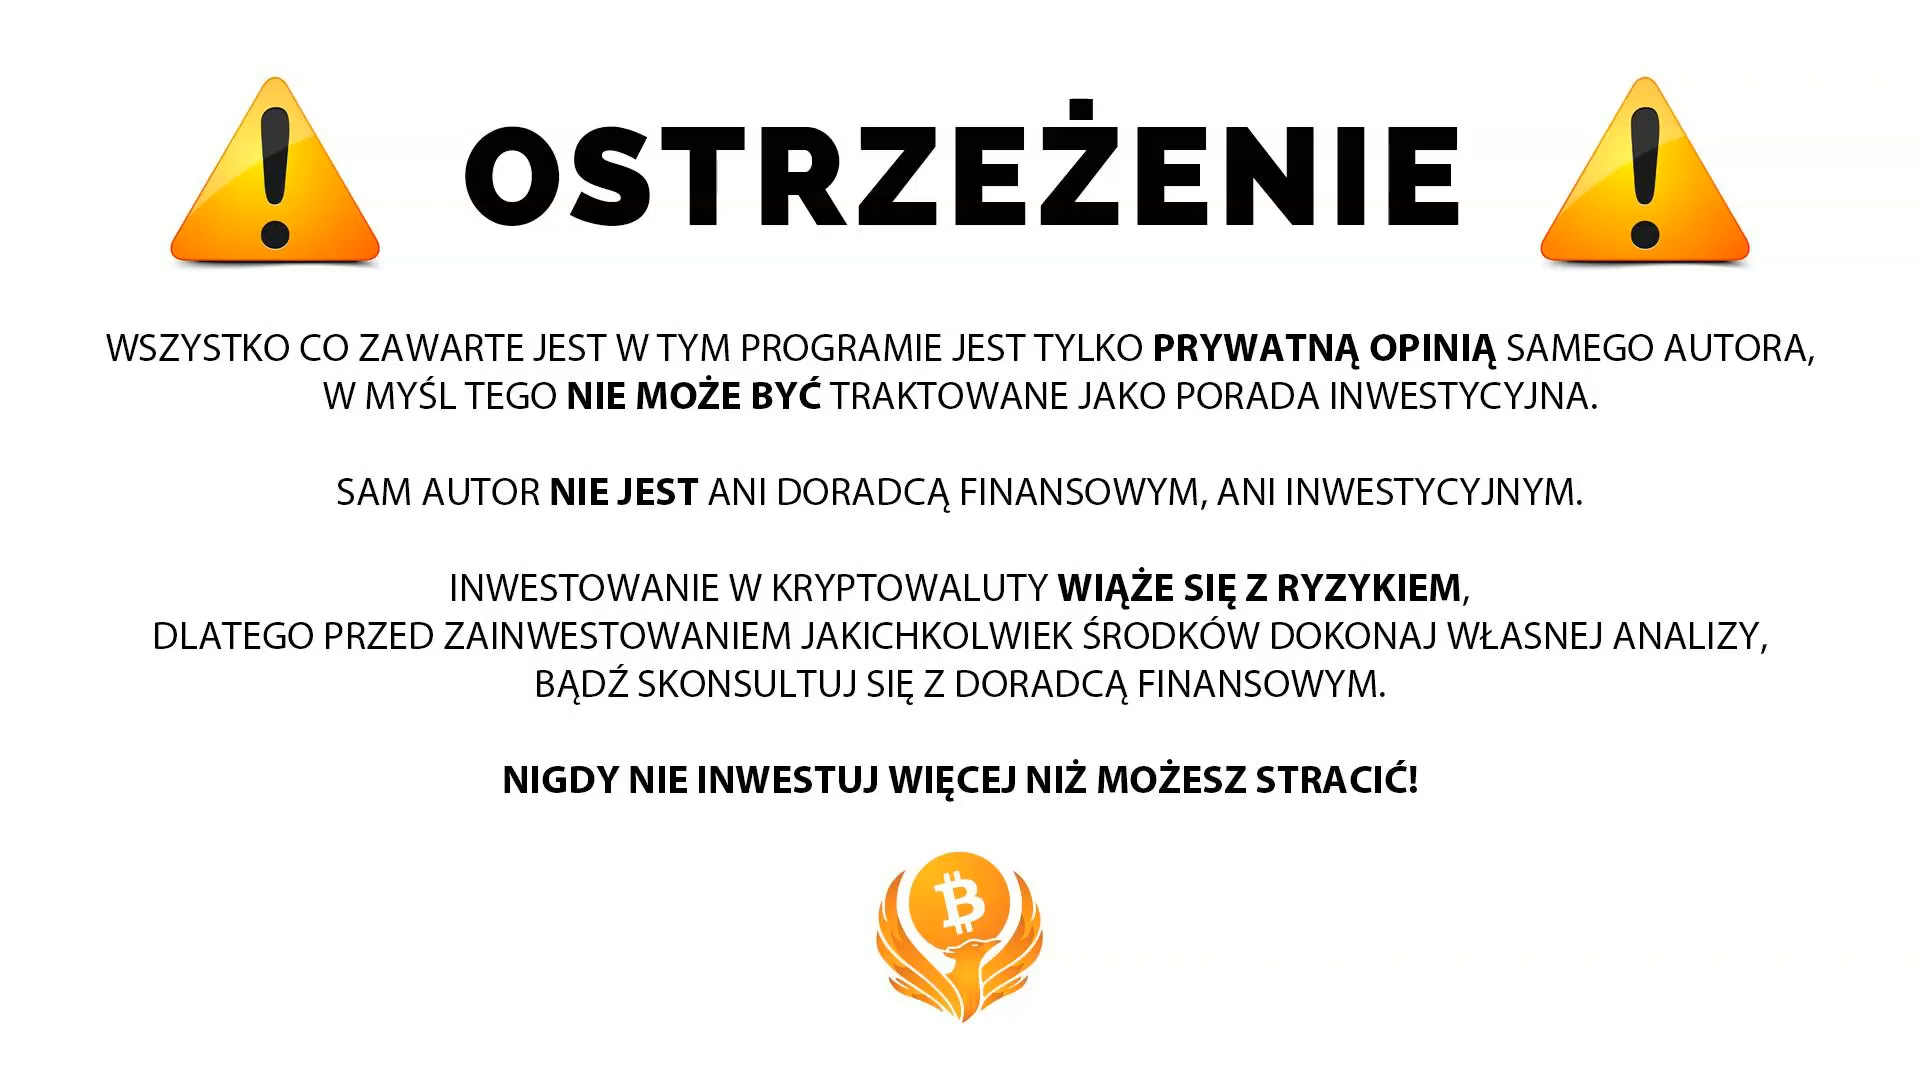 OSTRZEŻENIE
WSZYSTKO CO ZAWARTE JEST W TYM PROGRAMIE JEST TYLKO PRYWATNĄ OPINIĄ SAMEGO AUTORA,
W MYŚL TEGO NIE MOŻE BYĆ TRAKTOWANE JAKO PORADA INWESTYCYJNA.
SAM AUTOR NIE JEST ANI DORADCĄ FINANSOWYM, ANI INWESTYCYJNYM.
INWESTOWANIE W KRYPTOWALUTY WIĄŻE SIĘ Z RYZYKIEM,
DLATEGO PRZED ZAINWESTOWANIEM JAKICHKOLWIEK ŚRODKÓW DOKONAJ WŁASNEJ ANALIZY,
BĄDŹ SKONSULTUJ SIĘ Z DORADCĄ FINANSOWYM.
NIGDY NIE INWESTUJ WIĘCEJ NIŻ MOŻESZ STRACIĆ!